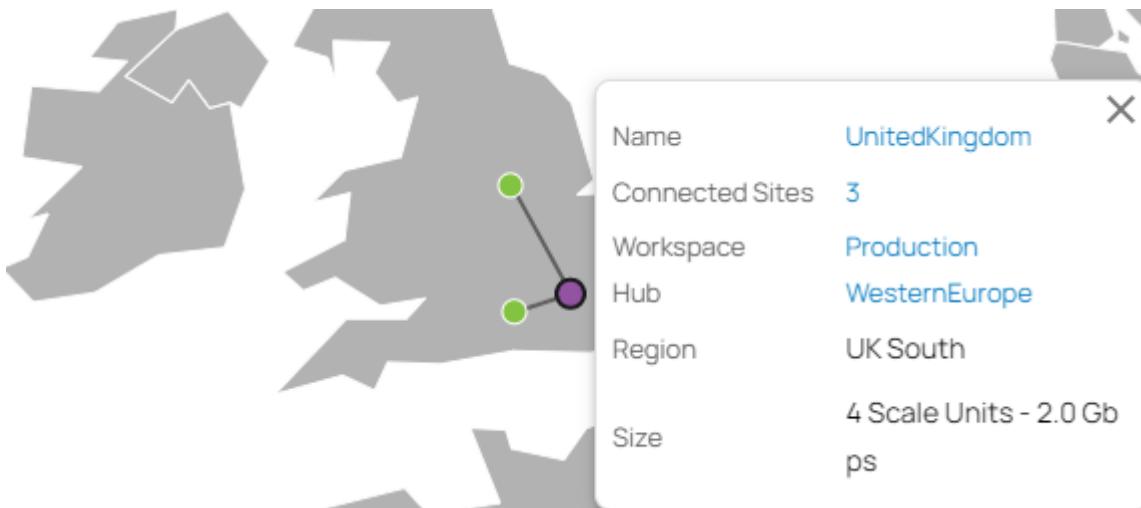 Name UnitedKingdom
Connected Sites 3
Workspace Production
Hub WesternEurope
Region UK South
Size 4 Scale Units - 2.0 Gb
ps